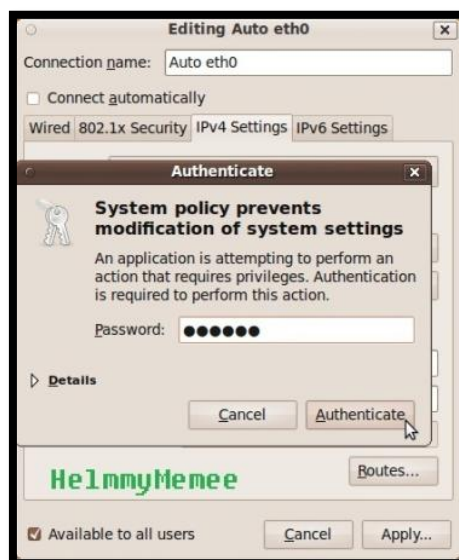 Editing Auto eth0
Connection name: Auto eth0
Connect automatically
Wired 802.1x Security IPv4 Settings IPv6 Settings
Authenticate
System policy prevents
modification of system settings
An application is attempting to perform an
action that requires privileges. Authentication
is required to perform this action.
Password: ●●●●●●
Details
Cancel Authenticate
HelmmyMemee
Routes...
Available to all users Cancel Apply...